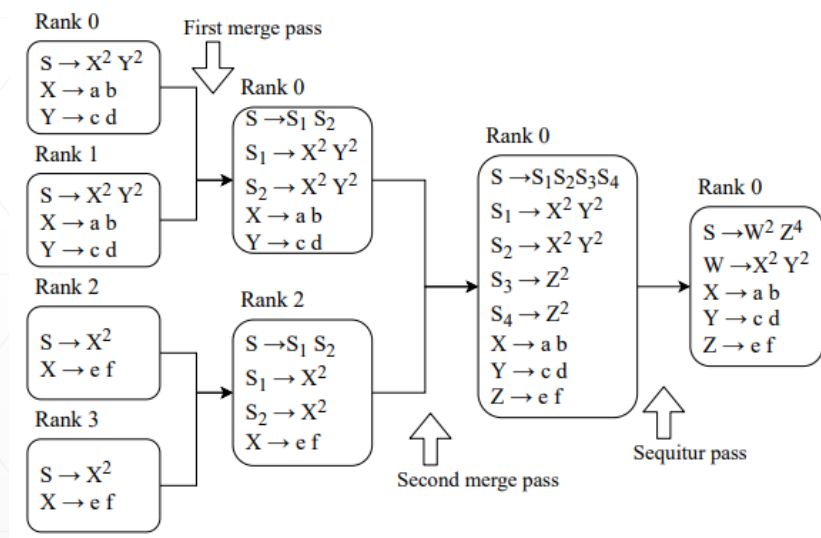 Rank 0
S → X² Y²
X → a b
Y → c d
Rank 1
S → X² Y²
X → a b
Y → c d
Rank 2
S → X²
X → e f
Rank 3
S → X²
X → e f
First merge pass
Rank 0
S →S₁ S₂
S₁ → X² Y²
S₂ → X² Y²
X → a b
Y → c d
Rank 2
S →S₁ S₂
S₁ → X²
S₂ → X²
X → e f
Second merge pass
Rank 0
S →S₁S₂S₃S₄
S₁ → X² Y²
S₂ → X² Y²
S₃ → Z²
S₄ → Z²
X → a b
Y → c d
Z → e f
Sequitur pass
Rank 0
S →W² Z⁴
W →X² Y²
X → a b
Y → c d
Z → e f